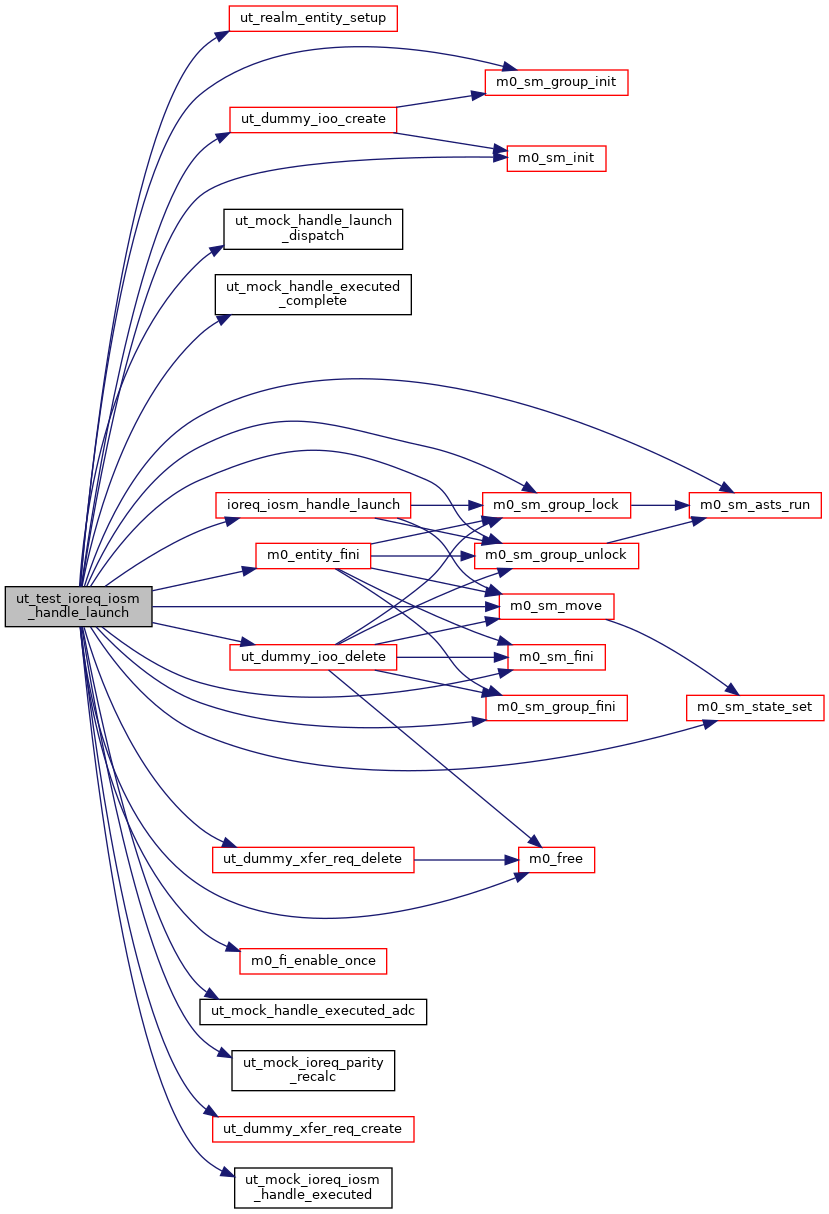 ut_realm_entity_setup
m0_sm_group_init
ut_dummy_ioo_create
m0_sm_init
ut_mock_handle_launch
_dispatch
ut_mock_handle_executed
_complete
ioreq_iosm_handle_launch
m0_sm_group_lock
m0_sm_asts_run
m0_entity_fini
m0_sm_group_unlock
ut_test_ioreq_iosm
_handle_launch
m0_sm_move
ut_dummy_ioo_delete
m0_sm_fini
m0_sm_group_fini
m0_sm_state_set
ut_dummy_xfer_req_delete
m0_free
m0_fi_enable_once
ut_mock_handle_executed_adc
ut_mock_ioreq_parity
_recalc
ut_dummy_xfer_req_create
ut_mock_ioreq_iosm
_handle_executed